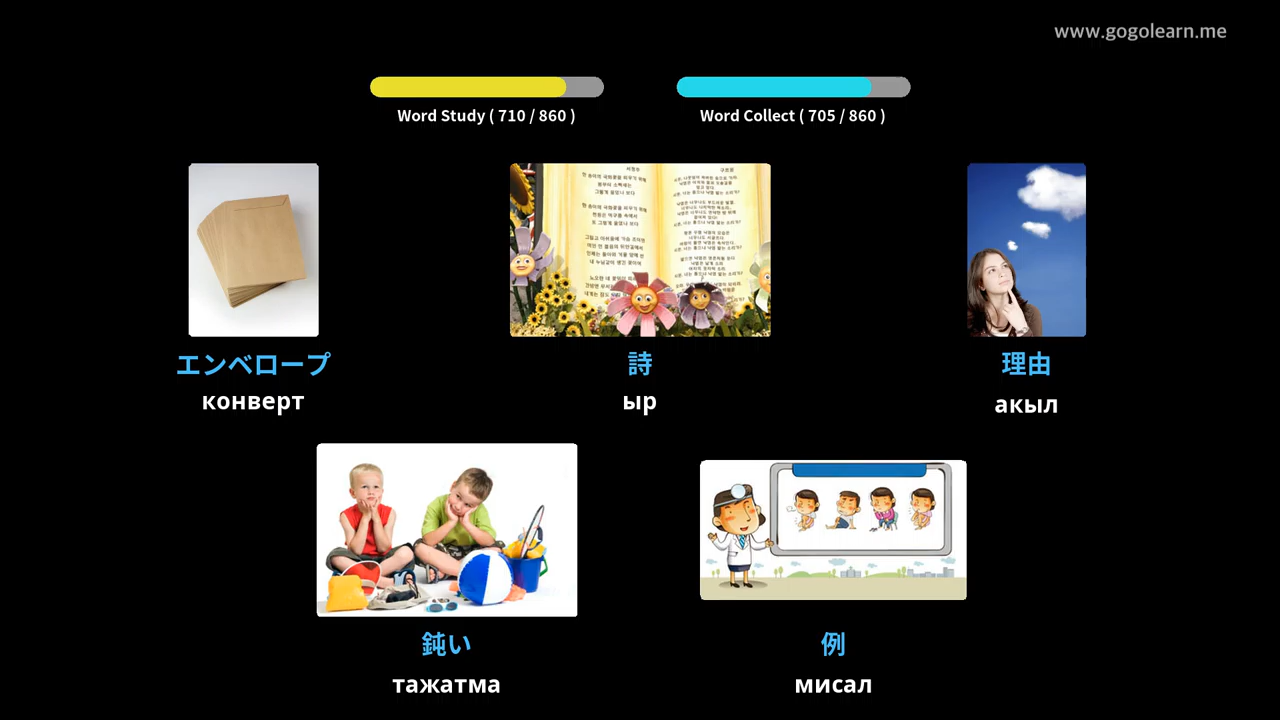 www.gogolearn.me
Word Study ( 710 / 860 )
Word Collect ( 705 / 860 )
エンベロープ
конверт
詩
ыр
理由
акыл
鈍い
тажатма
例
мисал